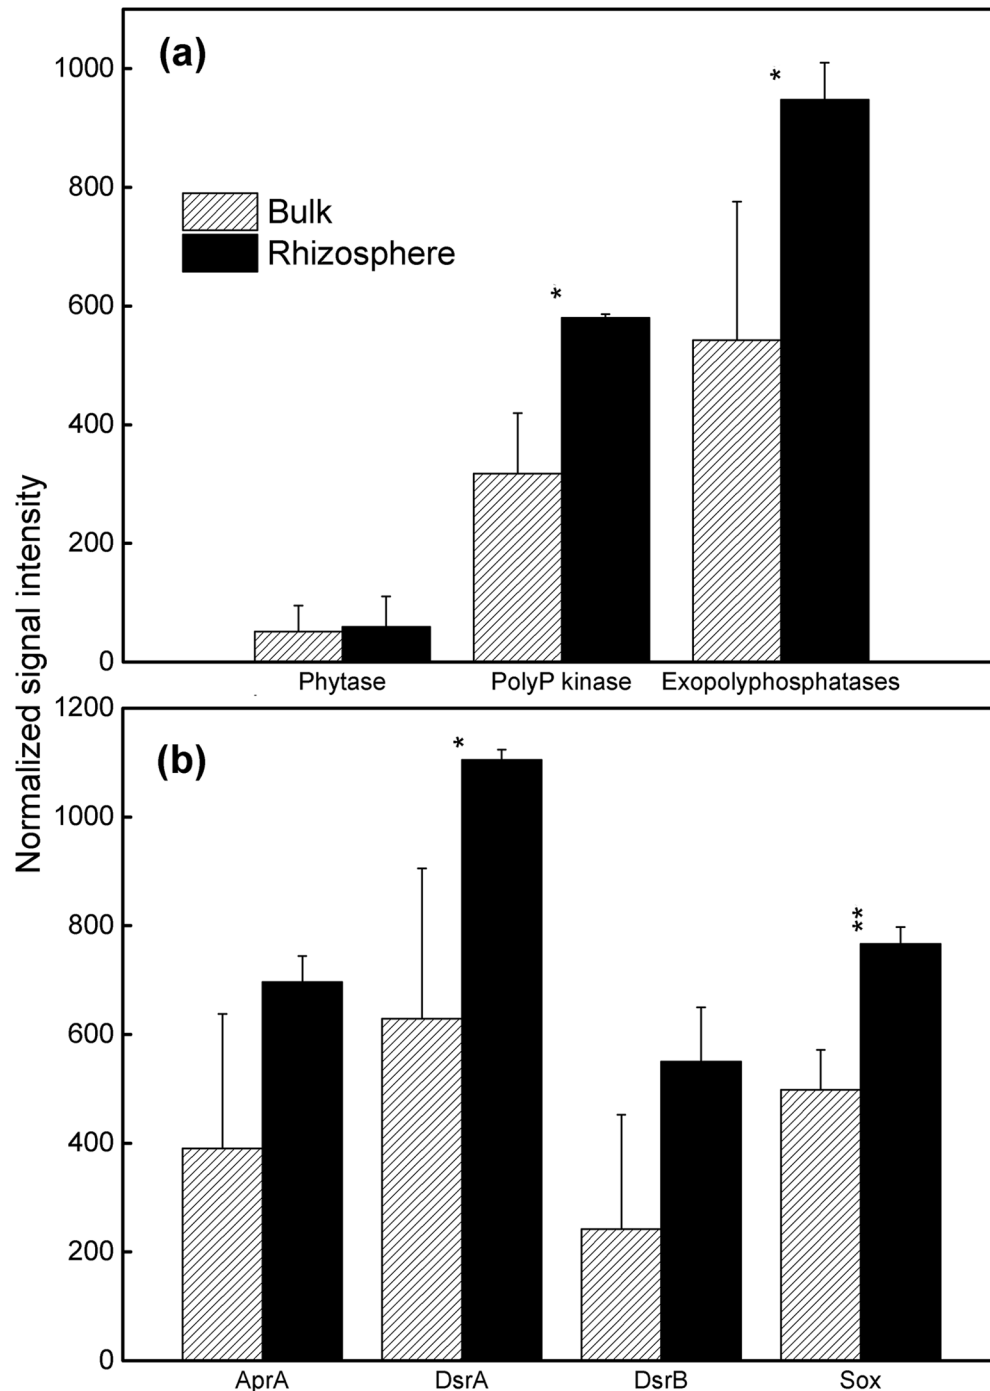 Normalized signal intensity
(a)
1000
800
600
400
200
0
Bulk
Rhizosphere
*
*
Phytase PolyP kinase Exopolyphosphatases
(b)
1200
1000
800
600
400
200
0
*
**
AprA DsrA DsrB Sox